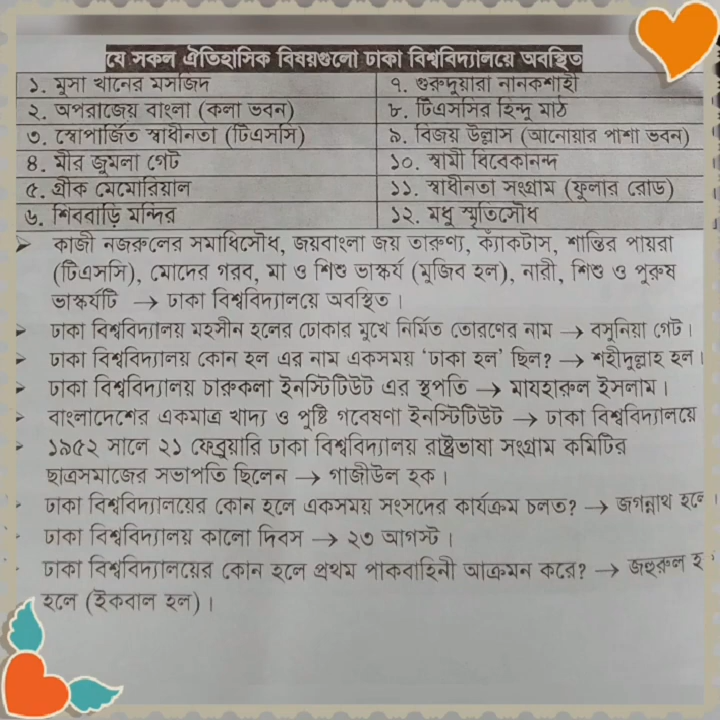 যে সকল ঐতিহাসিক বিষয়গুলো ঢাকা বিশ্ববিদ্যালয়ে অবস্থিত
১. মুসা খানের মসজিদ
৭. গুরুদুয়ারা নানকশাহী
২. অপরাজেয় বাংলা (কলা ভবন)
৮. টিএসসির হিন্দু মাঠ
৩. স্বোপার্জিত স্বাধীনতা (টিএসসি)
৯. বিজয় উল্লাস (আনোয়ার পাশা ভবন)
৪. মীর জুমলা গেট
১০. স্বামী বিবেকানন্দ
৫. গ্রীক মেমোরিয়াল
১১. স্বাধীনতা সংগ্রাম (ফুলার রোড)
৬. শিববাড়ি মন্দির
১২. মধু স্মৃতিসৌধ
➢ কাজী নজরুলের সমাধিসৌধ, জয়বাংলা জয় তারুণ্য, ক্যাঁকটাস, শান্তির পায়রা
(টিএসসি), মোদের গরব, মা ও শিশু ভাস্কর্য (মুজিব হল), নারী, শিশু ও পুরুষ
ভাস্কর্যটি → ঢাকা বিশ্ববিদ্যালয়ে অবস্থিত।
➢ ঢাকা বিশ্ববিদ্যালয় মহসীন হলের ঢোকার মুখে নির্মিত তোরণের নাম → বসুনিয়া গেট।
➢ ঢাকা বিশ্ববিদ্যালয় কোন হল এর নাম একসময় ‘ঢাকা হল’ ছিল? → শহীদুল্লাহ হল।
➢ ঢাকা বিশ্ববিদ্যালয় চারুকলা ইনস্টিটিউট এর স্থপতি → মাযহারুল ইসলাম।
➢ বাংলাদেশের একমাত্র খাদ্য ও পুষ্টি গবেষণা ইনস্টিটিউট → ঢাকা বিশ্ববিদ্যালয়ে
➢ ১৯৫২ সালে ২১ ফেব্রুয়ারি ঢাকা বিশ্ববিদ্যালয় রাষ্ট্রভাষা সংগ্রাম কমিটির
ছাত্রসমাজের সভাপতি ছিলেন → গাজীউল হক।
➢ ঢাকা বিশ্ববিদ্যালয়ের কোন হলে একসময় সংসদের কার্যক্রম চলত? → জগন্নাথ হলে।
➢ ঢাকা বিশ্ববিদ্যালয় কালো দিবস → ২৩ আগস্ট।
➢ ঢাকা বিশ্ববিদ্যালয়ের কোন হলে প্রথম পাকবাহিনী আক্রমন করে? → জহুরুল হ
হলে (ইকবাল হল)।